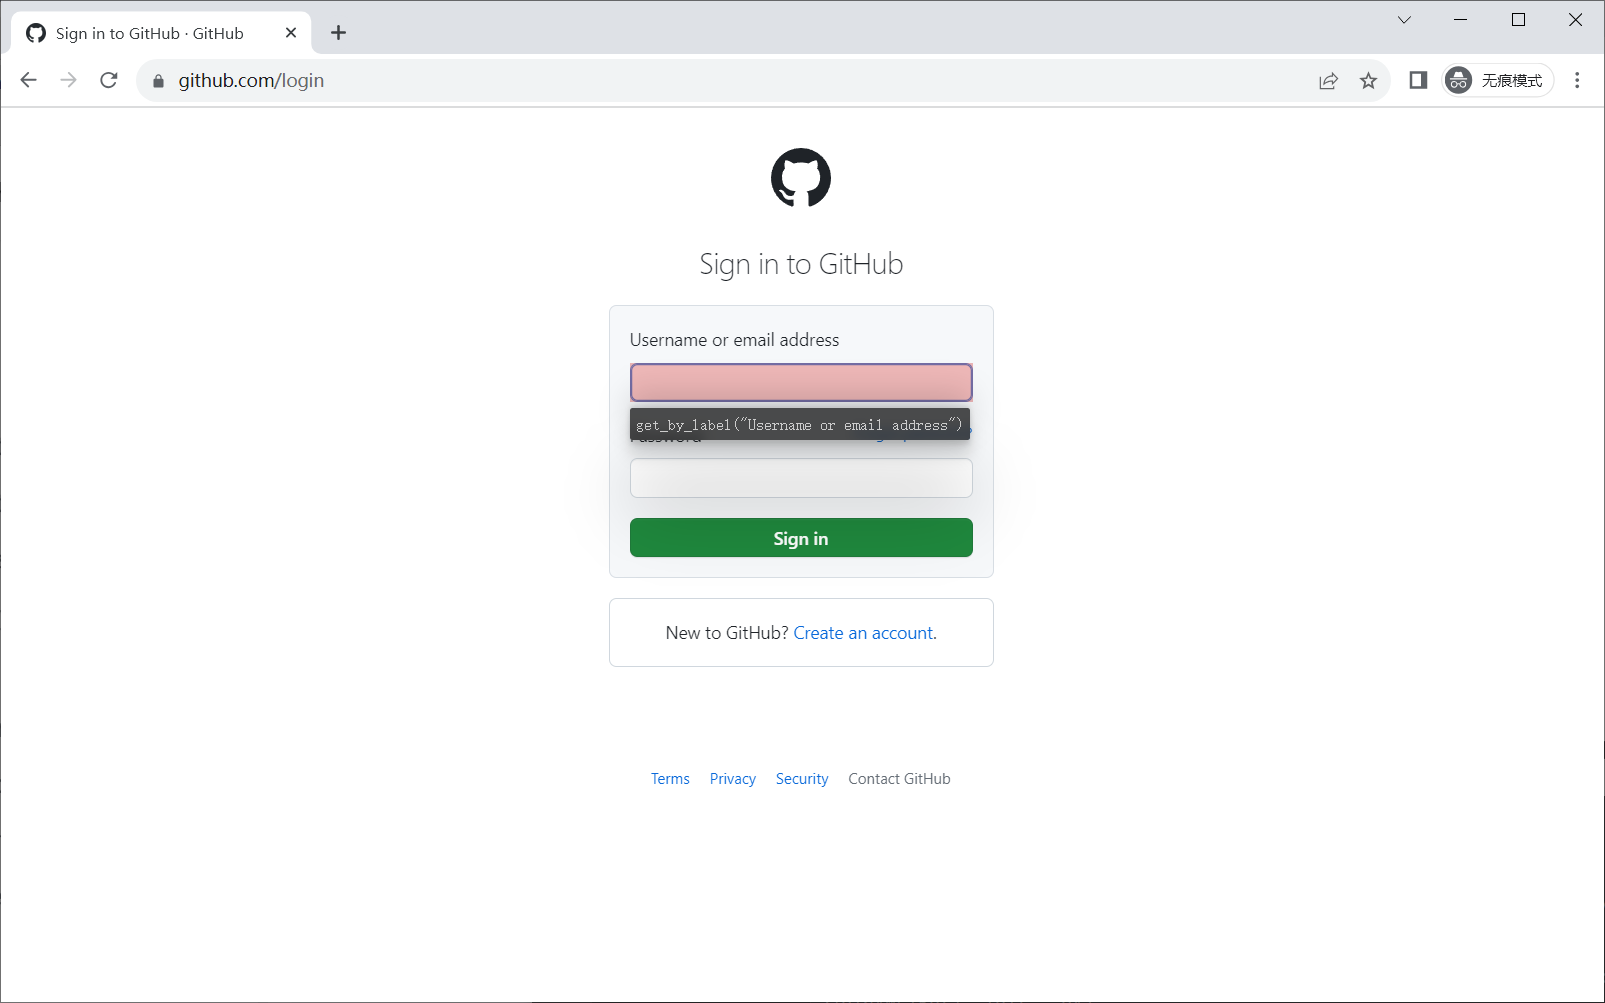 Sign in to GitHub · GitHub
github.com/login
无痕模式
Sign in to GitHub
Username or email address
get_by_label("Username or email address")
Password
Sign in
New to GitHub? Create an account.
Terms Privacy Security Contact GitHub